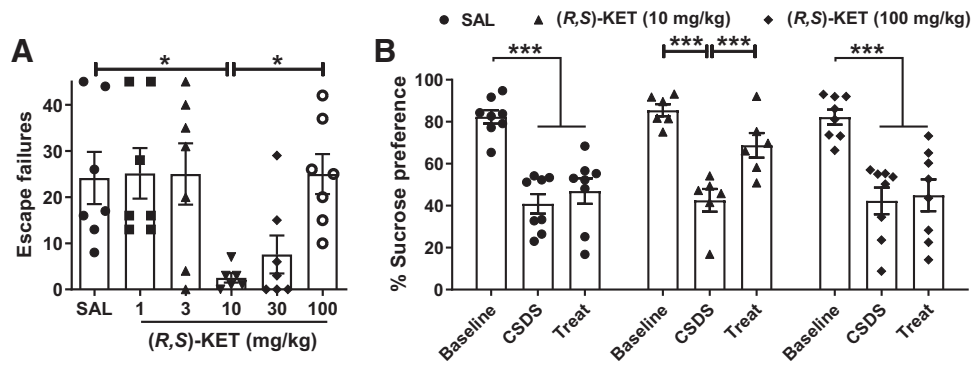 ● SAL ▲ (R,S)-KET (10 mg/kg) ◆ (R,S)-KET (100 mg/kg)
A
* *
Escape failures
40
30
20
10
0
SAL 1 3 10 30 100
(R,S)-KET (mg/kg)
B
*** *** *** ***
% Sucrose preference
100
80
60
40
20
0
Baseline CSDS Treat Baseline CSDS Treat Baseline CSDS Treat